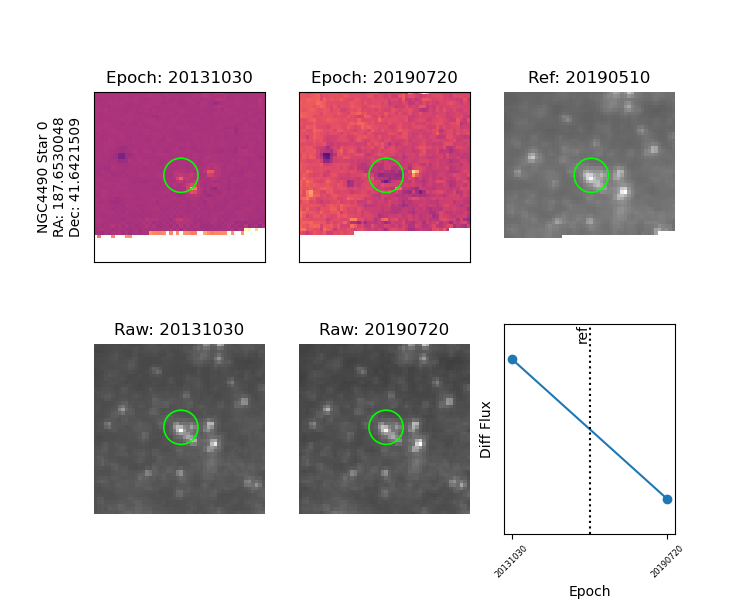 NGC4490 Star 0
RA: 187.6530048
Dec: 41.6421509
Epoch: 20131030
Epoch: 20190720
Ref: 20190510
Raw: 20131030
Raw: 20190720
ref
Diff Flux
20131030
20190720
Epoch